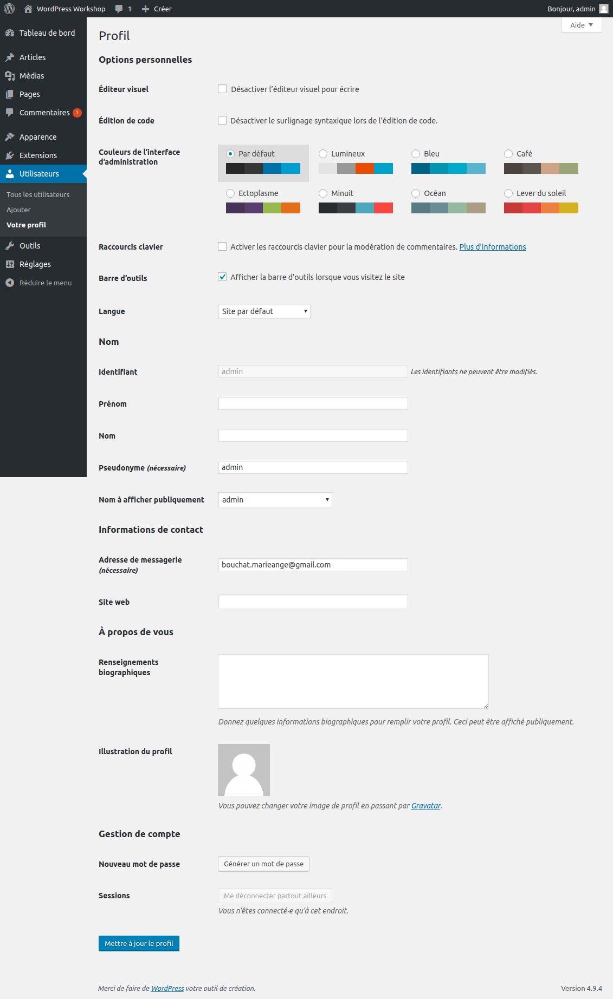 WordPress Workshop 1 Créer Bonjour, admin
Aide
Tableau de bord
Articles
Médias
Pages
Commentaires 1
Apparence
Extensions
Utilisateurs
Tous les utilisateurs
Ajouter
Votre profil
Outils
Réglages
Réduire le menu
Profil
Options personnelles
Éditeur visuel Désactiver l’éditeur visuel pour écrire
Édition de code Désactiver le surlignage syntaxique lors de l’édition de code.
Couleurs de l’interface
d’administration
Par défaut Lumineux Bleu Café
Ectoplasme Minuit Océan Lever du soleil
Raccourcis clavier Activer les raccourcis clavier pour la modération de commentaires. Plus d’informations
Barre d’outils Afficher la barre d’outils lorsque vous visitez le site
Langue Site par défaut
Nom
Identifiant admin Les identifiants ne peuvent être modifiés.
Prénom
Nom
Pseudonyme (nécessaire) admin
Nom à afficher publiquement admin
Informations de contact
Adresse de messagerie
(nécessaire)
bouchat.marieange@gmail.com
Site web
À propos de vous
Renseignements
biographiques
Donnez quelques informations biographiques pour remplir votre profil. Ceci peut être affiché publiquement.
Illustration du profil
Vous pouvez changer votre image de profil en passant par Gravatar.
Gestion de compte
Nouveau mot de passe Générer un mot de passe
Sessions Me déconnecter partout ailleurs
Vous n’êtes connecté·e qu’à cet endroit.
Mettre à jour le profil
Merci de faire de WordPress votre outil de création. Version 4.9.4